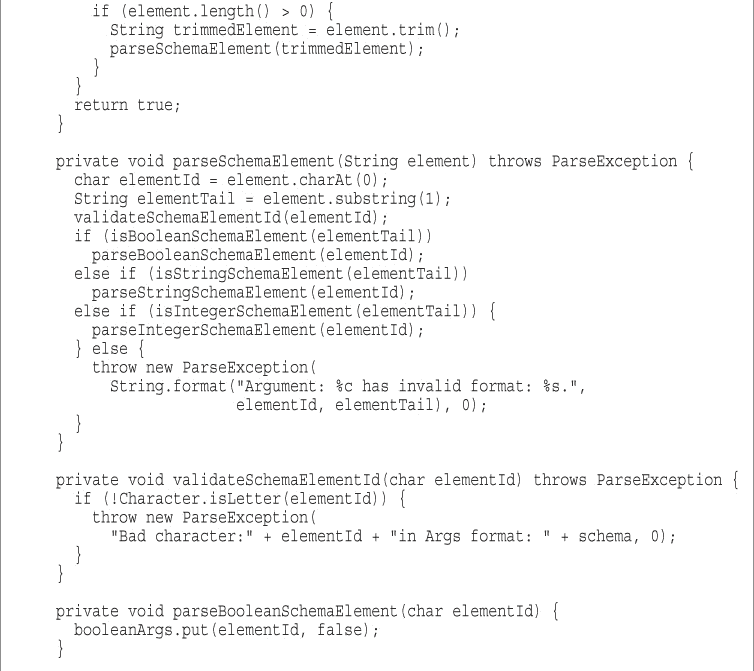 if (element.length() > 0) {
        String trimmedElement = element.trim();
        parseSchemaElement(trimmedElement);
      }
    }
    return true;
  }

  private void parseSchemaElement(String element) throws ParseException {
    char elementId = element.charAt(0);
    String elementTail = element.substring(1);
    validateSchemaElementId(elementId);
    if (isBooleanSchemaElement(elementTail))
      parseBooleanSchemaElement(elementId);
    else if (isStringSchemaElement(elementTail))
      parseStringSchemaElement(elementId);
    else if (isIntegerSchemaElement(elementTail)) {
      parseIntegerSchemaElement(elementId);
    } else {
      throw new ParseException(
        String.format("Argument: %c has invalid format: %s.",
                      elementId, elementTail), 0);
    }
  }

  private void validateSchemaElementId(char elementId) throws ParseException {
    if (!Character.isLetter(elementId)) {
      throw new ParseException(
        "Bad character:" + elementId + "in Args format: " + schema, 0);
    }
  }

  private void parseBooleanSchemaElement(char elementId) {
    booleanArgs.put(elementId, false);
  }